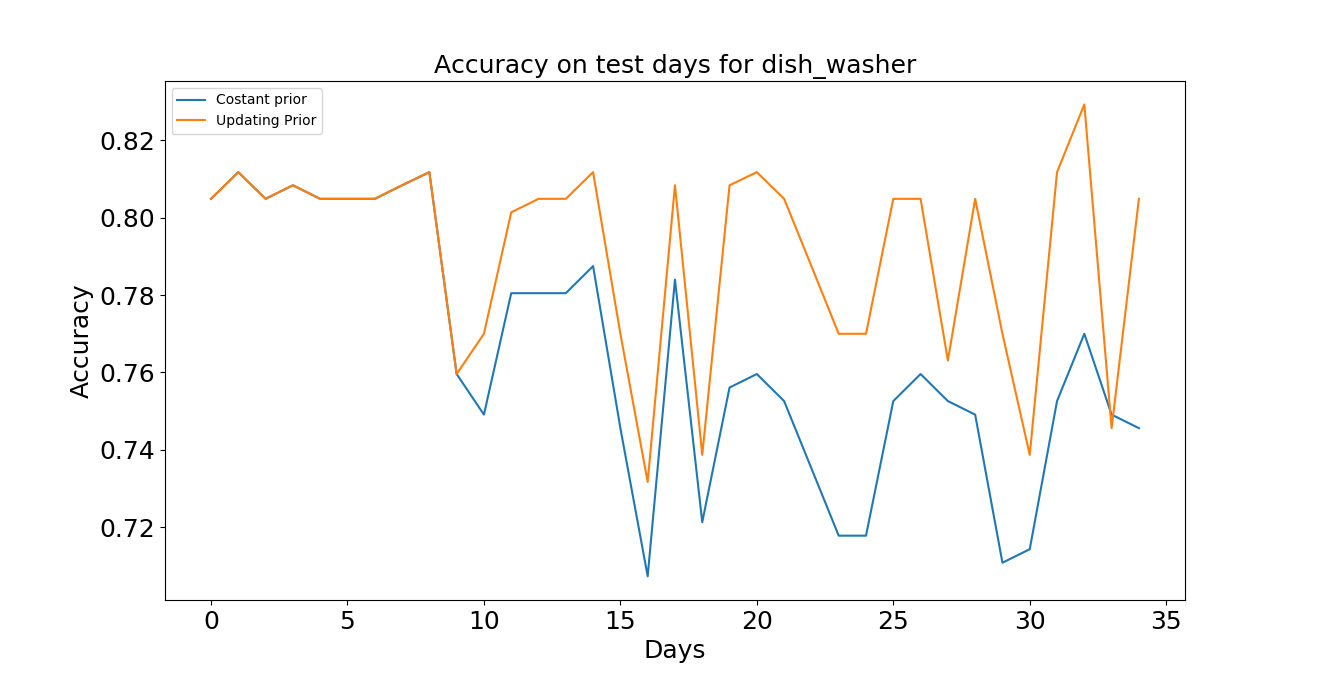 Accuracy on test days for dish_washer
Costant prior
Updating Prior
0.82
0.80
0.78
0.76
0.74
0.72
Accuracy
0 5 10 15 20 25 30 35
Days